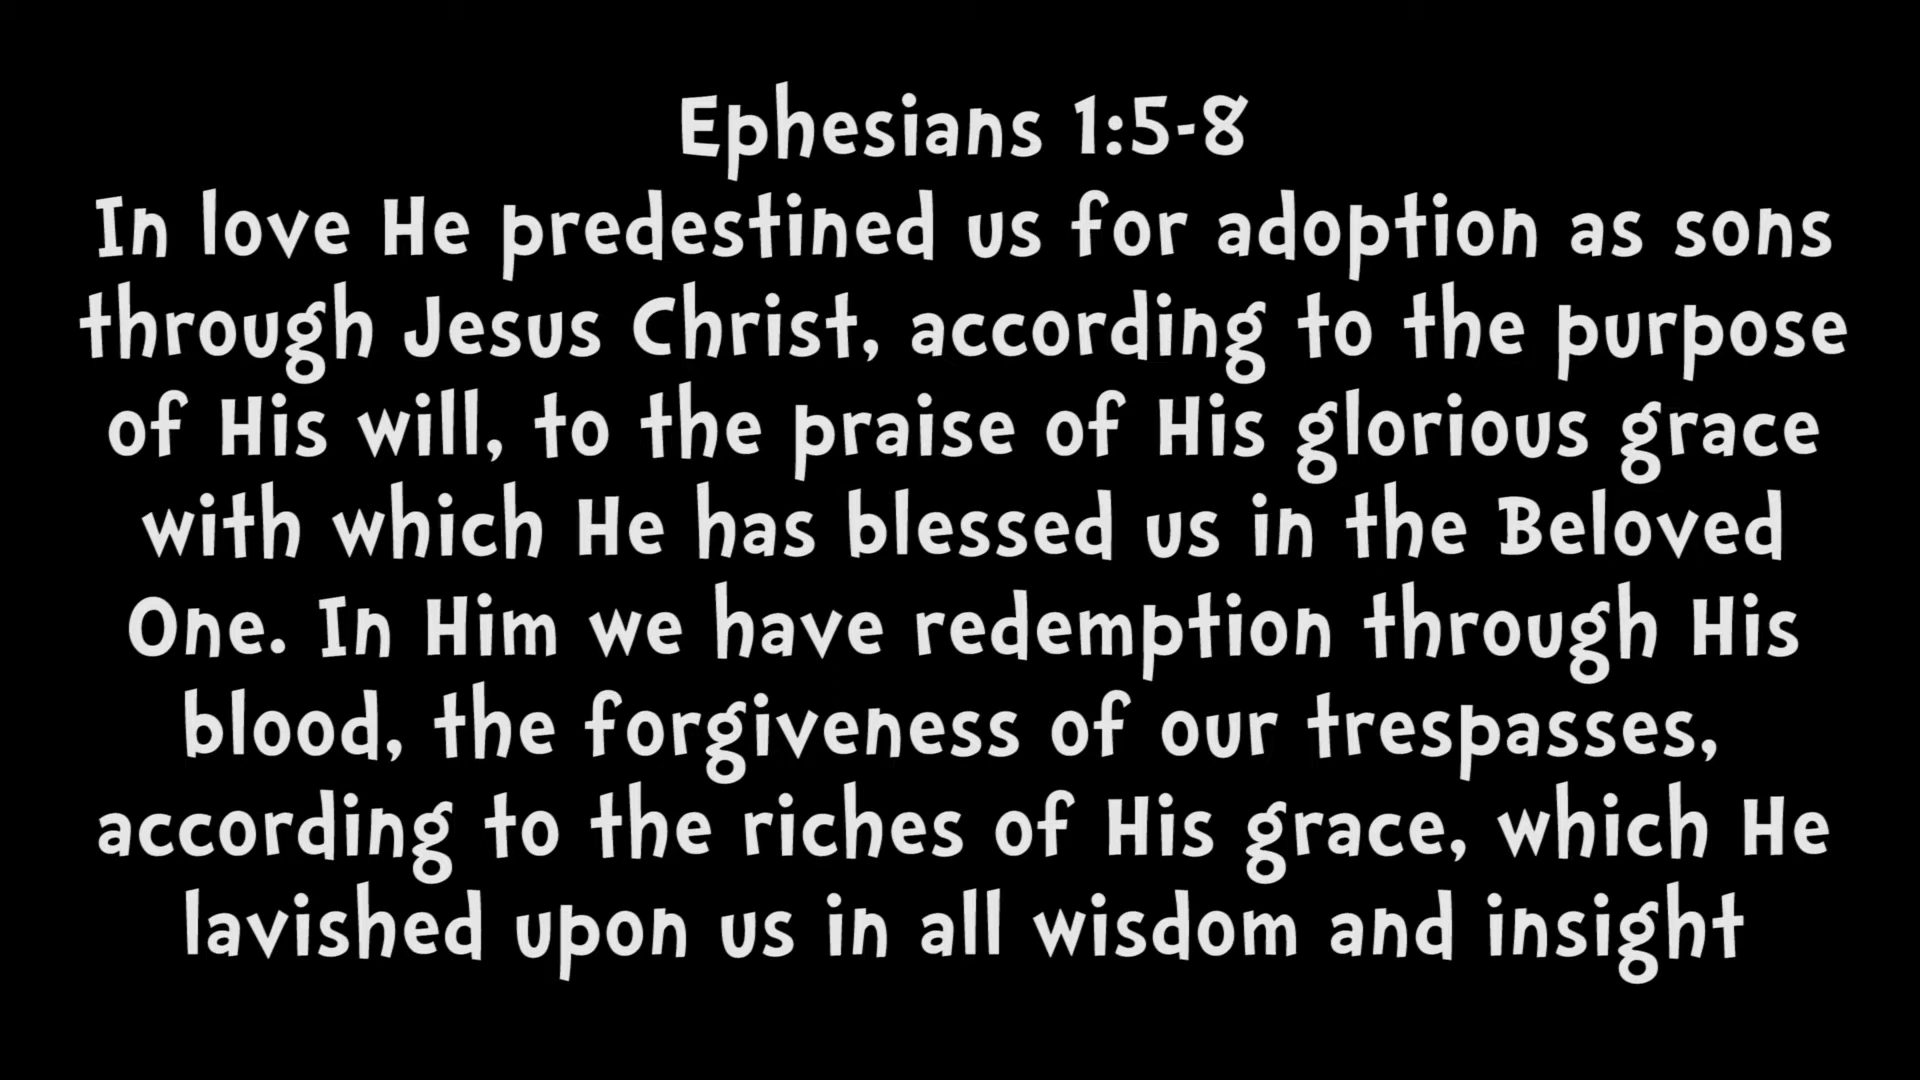 Ephesians 1:5-8
In love He predestined us for adoption as sons
through Jesus Christ, according to the purpose
of His will, to the praise of His glorious grace
with which He has blessed us in the Beloved
One. In Him we have redemption through His
blood, the forgiveness of our trespasses,
according to the riches of His grace, which He
lavished upon us in all wisdom and insight